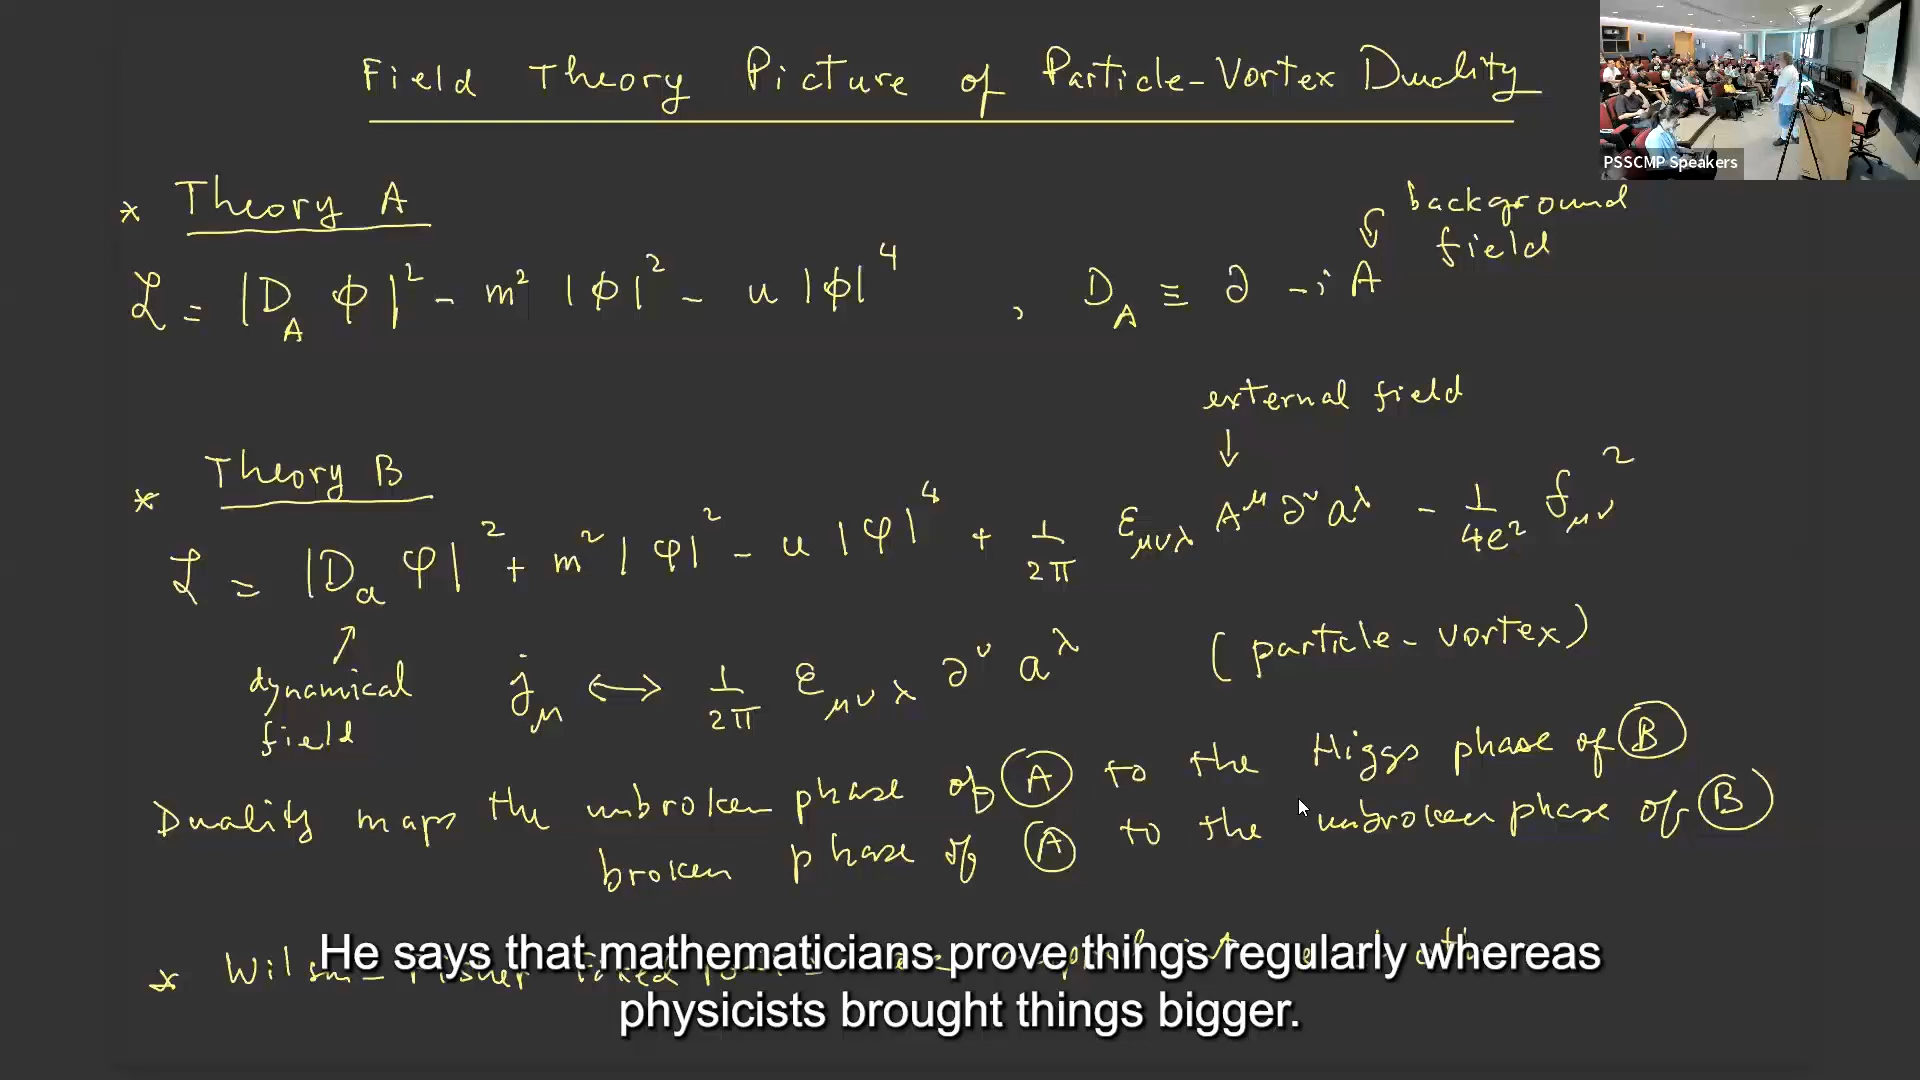 Field Theory Picture of Particle-Vortex Duality
PSSCMP Speakers
* Theory A
background
field
ℒ = |D_A ϕ|² - m² |ϕ|² - u |ϕ|⁴ , D_A ≡ ∂ - i A
external field
* Theory B
ℒ = |D_a φ|² + m² |φ|² - u |φ|⁴ + 1/2π ε_μνλ A^μ ∂^ν a^λ - 1/4e² f_μν²
dynamical
field
j_μ ↔ 1/2π ε_μνλ ∂^ν a^λ (particle-vortex)
Duality maps the unbroken phase of Ⓐ to the Higgs phase of Ⓑ
broken phase of Ⓐ to the unbroken phase of Ⓑ
* Wilson-Fisher fixed
He says that mathematicians prove things regularly whereas
physicists brought things bigger.